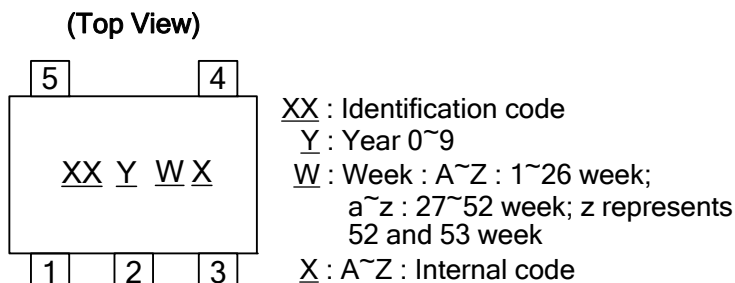 (Top View)
5 4
XX Y W X
1 2 3
XX : Identification code
Y : Year 0~9
W : Week : A~Z : 1~26 week;
a~z : 27~52 week; z represents
52 and 53 week
X : A~Z : Internal code